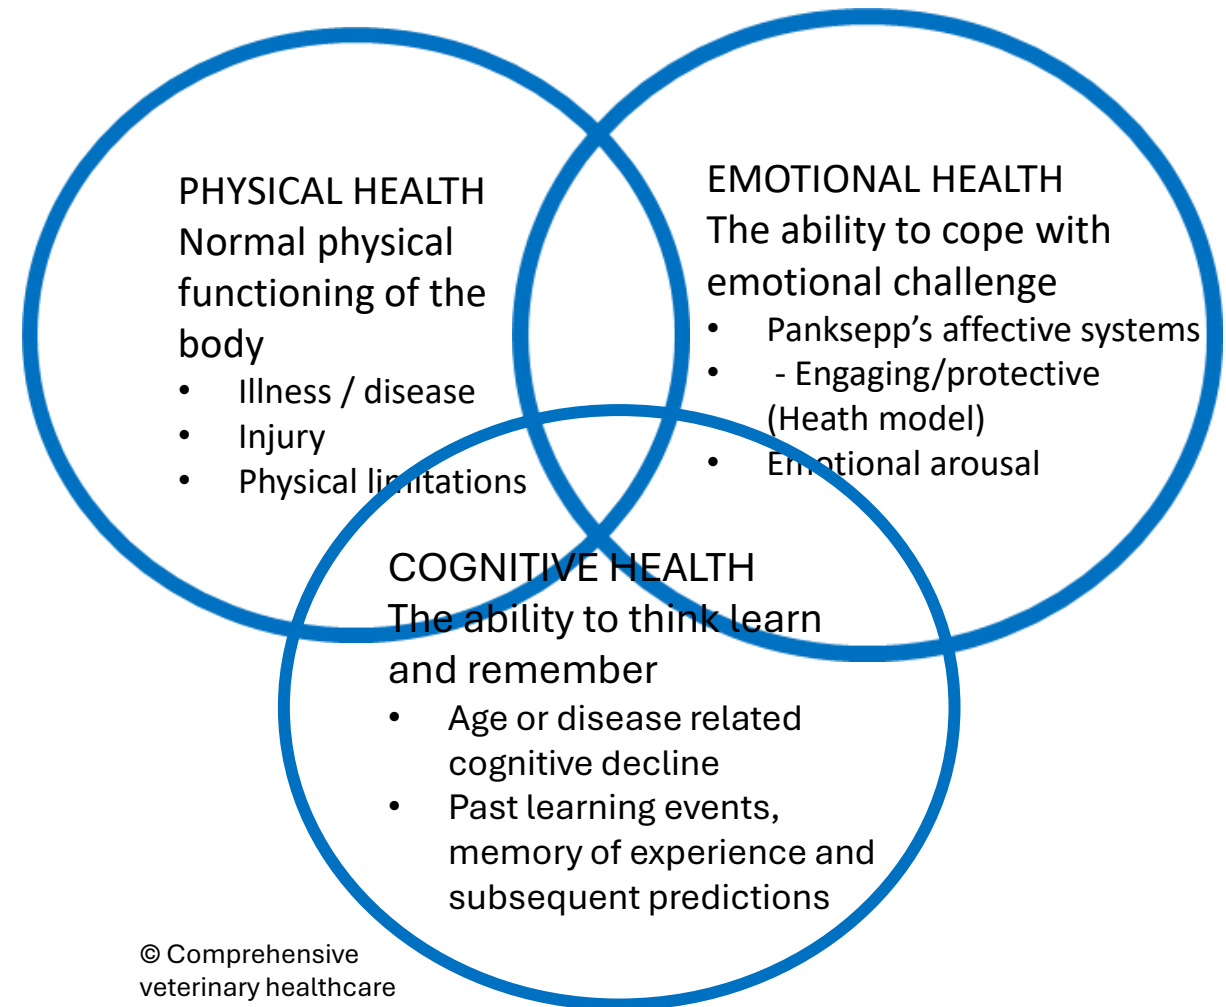 PHYSICAL HEALTH
Normal physical
functioning of the
body
• Illness / disease
• Injury
• Physical limitations
EMOTIONAL HEALTH
The ability to cope with
emotional challenge
• Panksepp’s affective systems
• - Engaging/protective
(Heath model)
• Emotional arousal
COGNITIVE HEALTH
The ability to think learn
and remember
• Age or disease related
cognitive decline
• Past learning events,
memory of experience and
subsequent predictions
© Comprehensive
veterinary healthcare